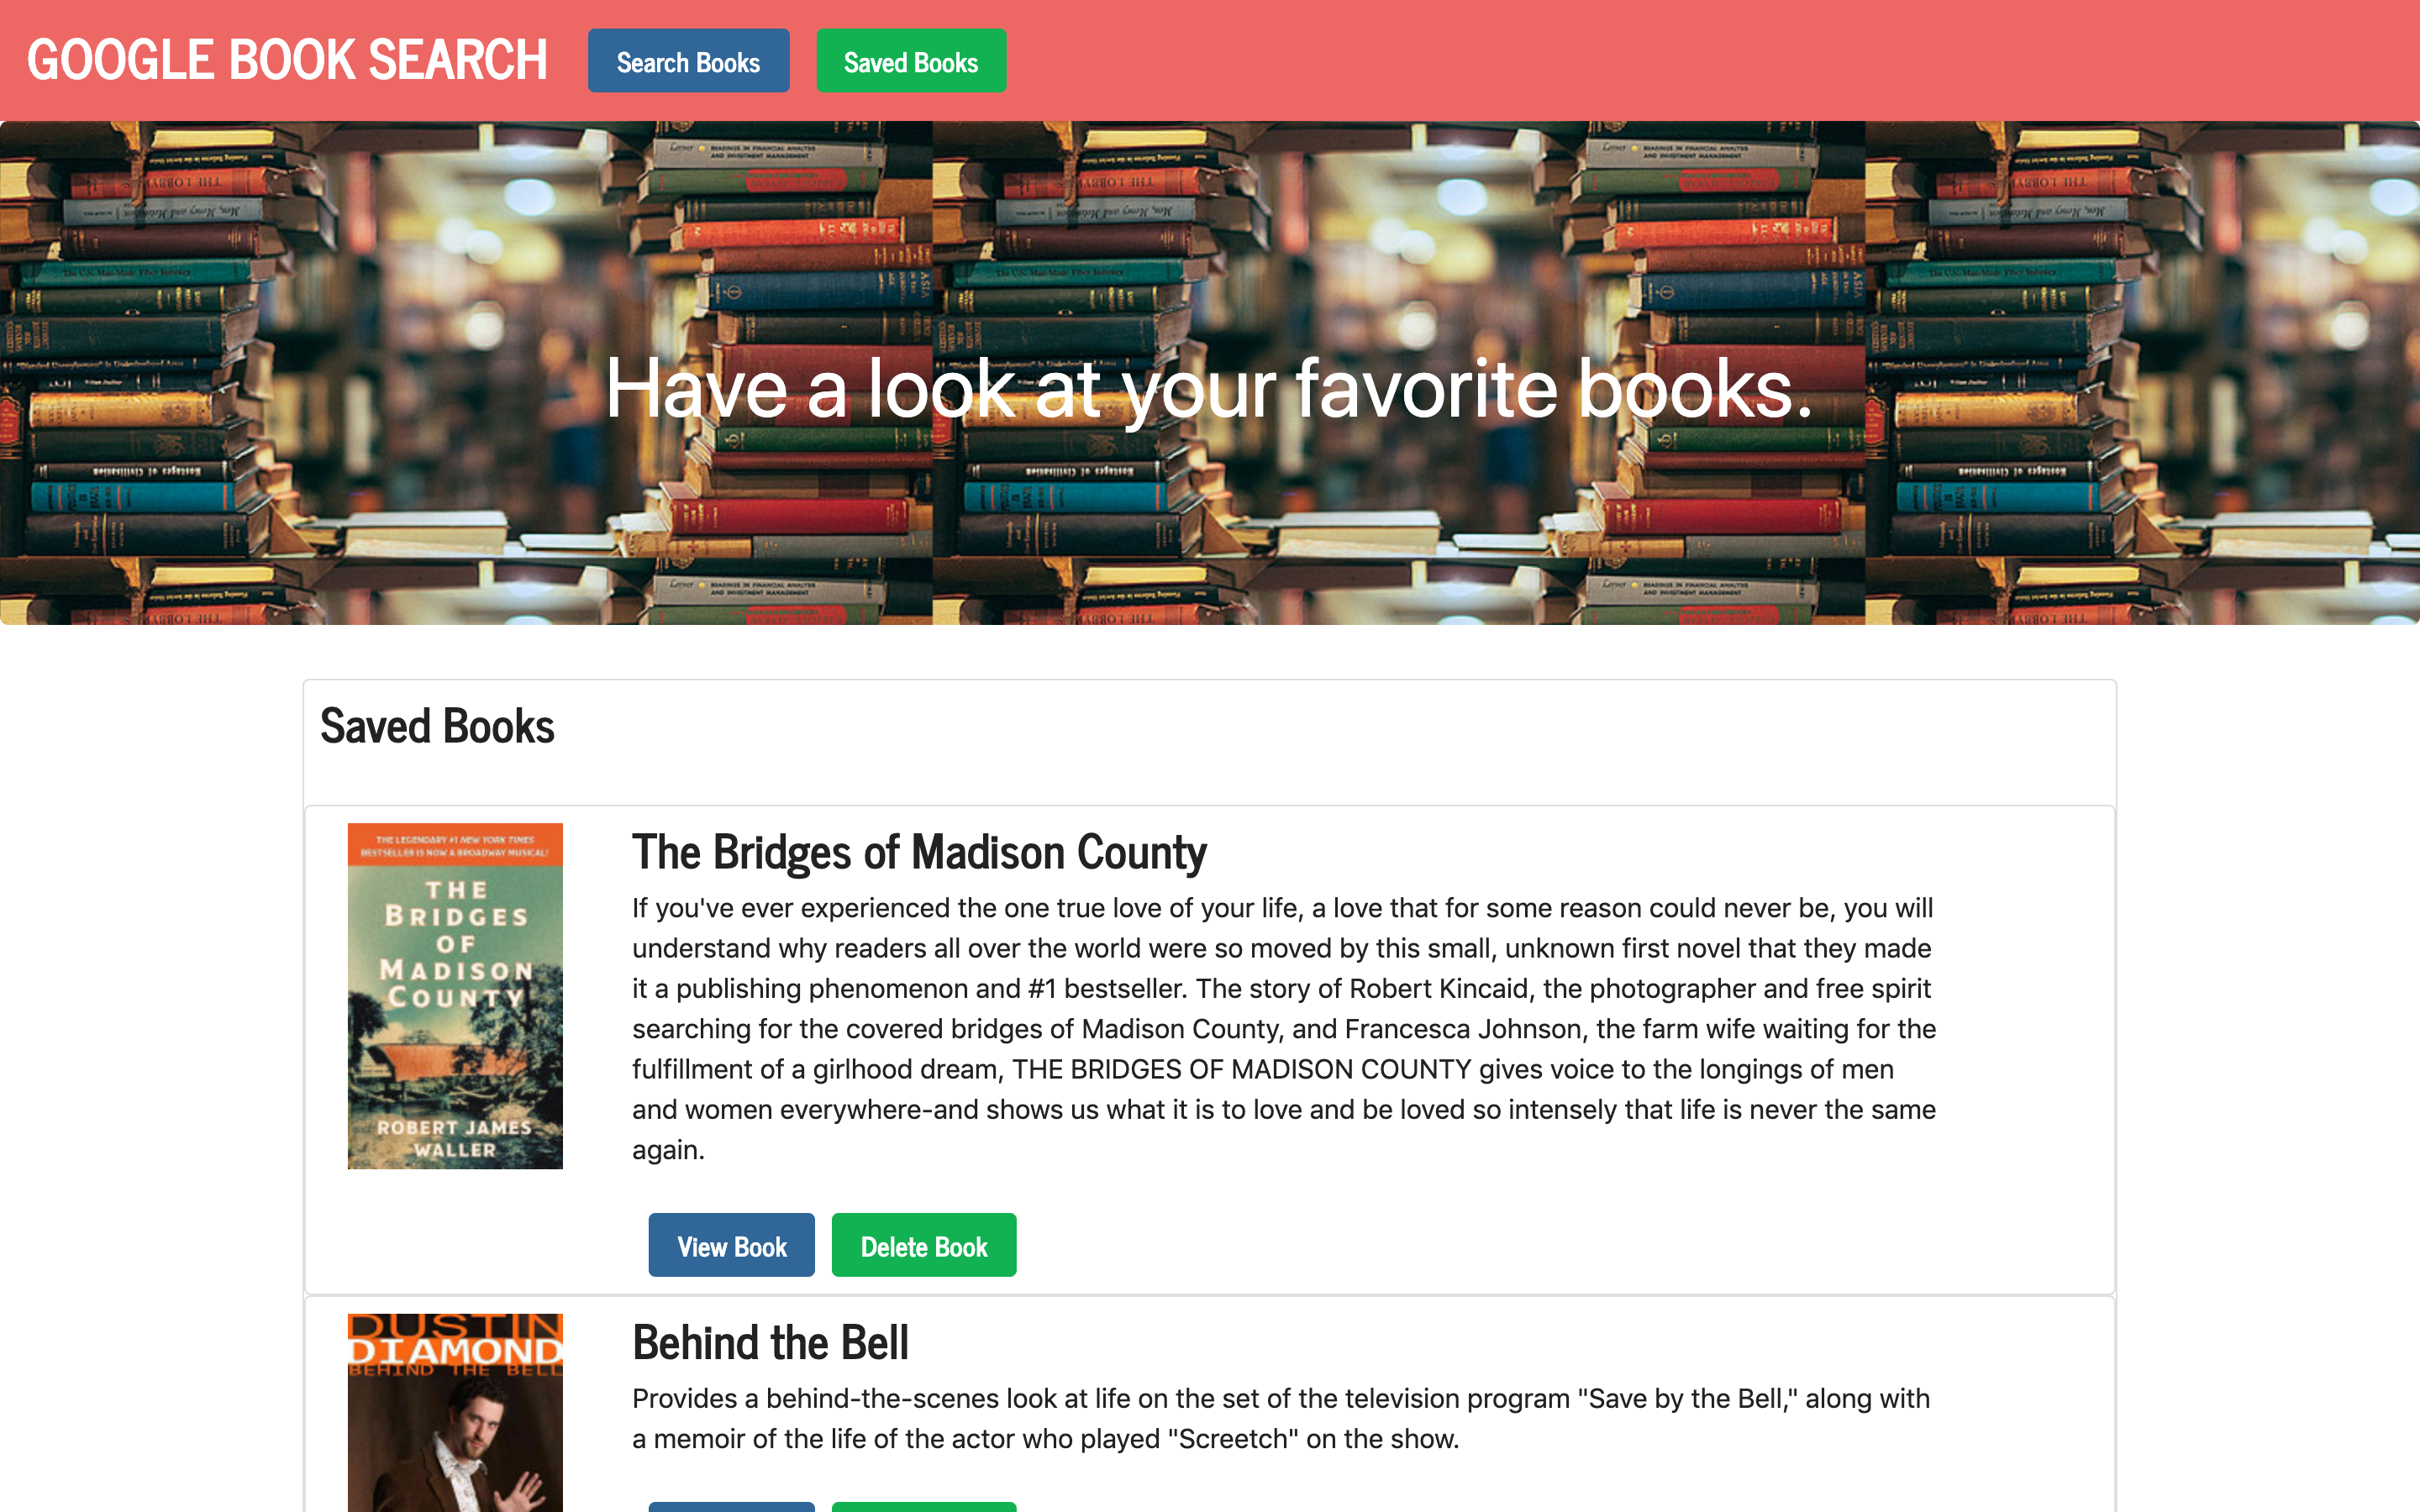 GOOGLE BOOK SEARCH
Search Books
Saved Books
Have a look at your favorite books.
Saved Books
THE LEGENDARY #1 NEW YORK TIMES
BESTSELLER IS NOW A BROADWAY MUSICAL!
THE
BRIDGES
OF
MADISON
COUNTY
ROBERT JAMES
WALLER
The Bridges of Madison County
If you've ever experienced the one true love of your life, a love that for some reason could never be, you will
understand why readers all over the world were so moved by this small, unknown first novel that they made
it a publishing phenomenon and #1 bestseller. The story of Robert Kincaid, the photographer and free spirit
searching for the covered bridges of Madison County, and Francesca Johnson, the farm wife waiting for the
fulfillment of a girlhood dream, THE BRIDGES OF MADISON COUNTY gives voice to the longings of men
and women everywhere-and shows us what it is to love and be loved so intensely that life is never the same
again.
View Book
Delete Book
DUSTIN
DIAMOND
BEHIND THE BELL
Behind the Bell
Provides a behind-the-scenes look at life on the set of the television program "Save by the Bell," along with
a memoir of the life of the actor who played "Screetch" on the show.